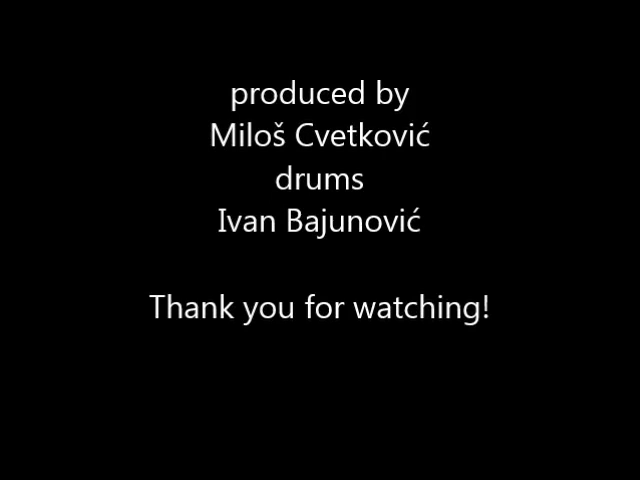 produced by
Miloš Cvetković
drums
Ivan Bajunović
Thank you for watching!